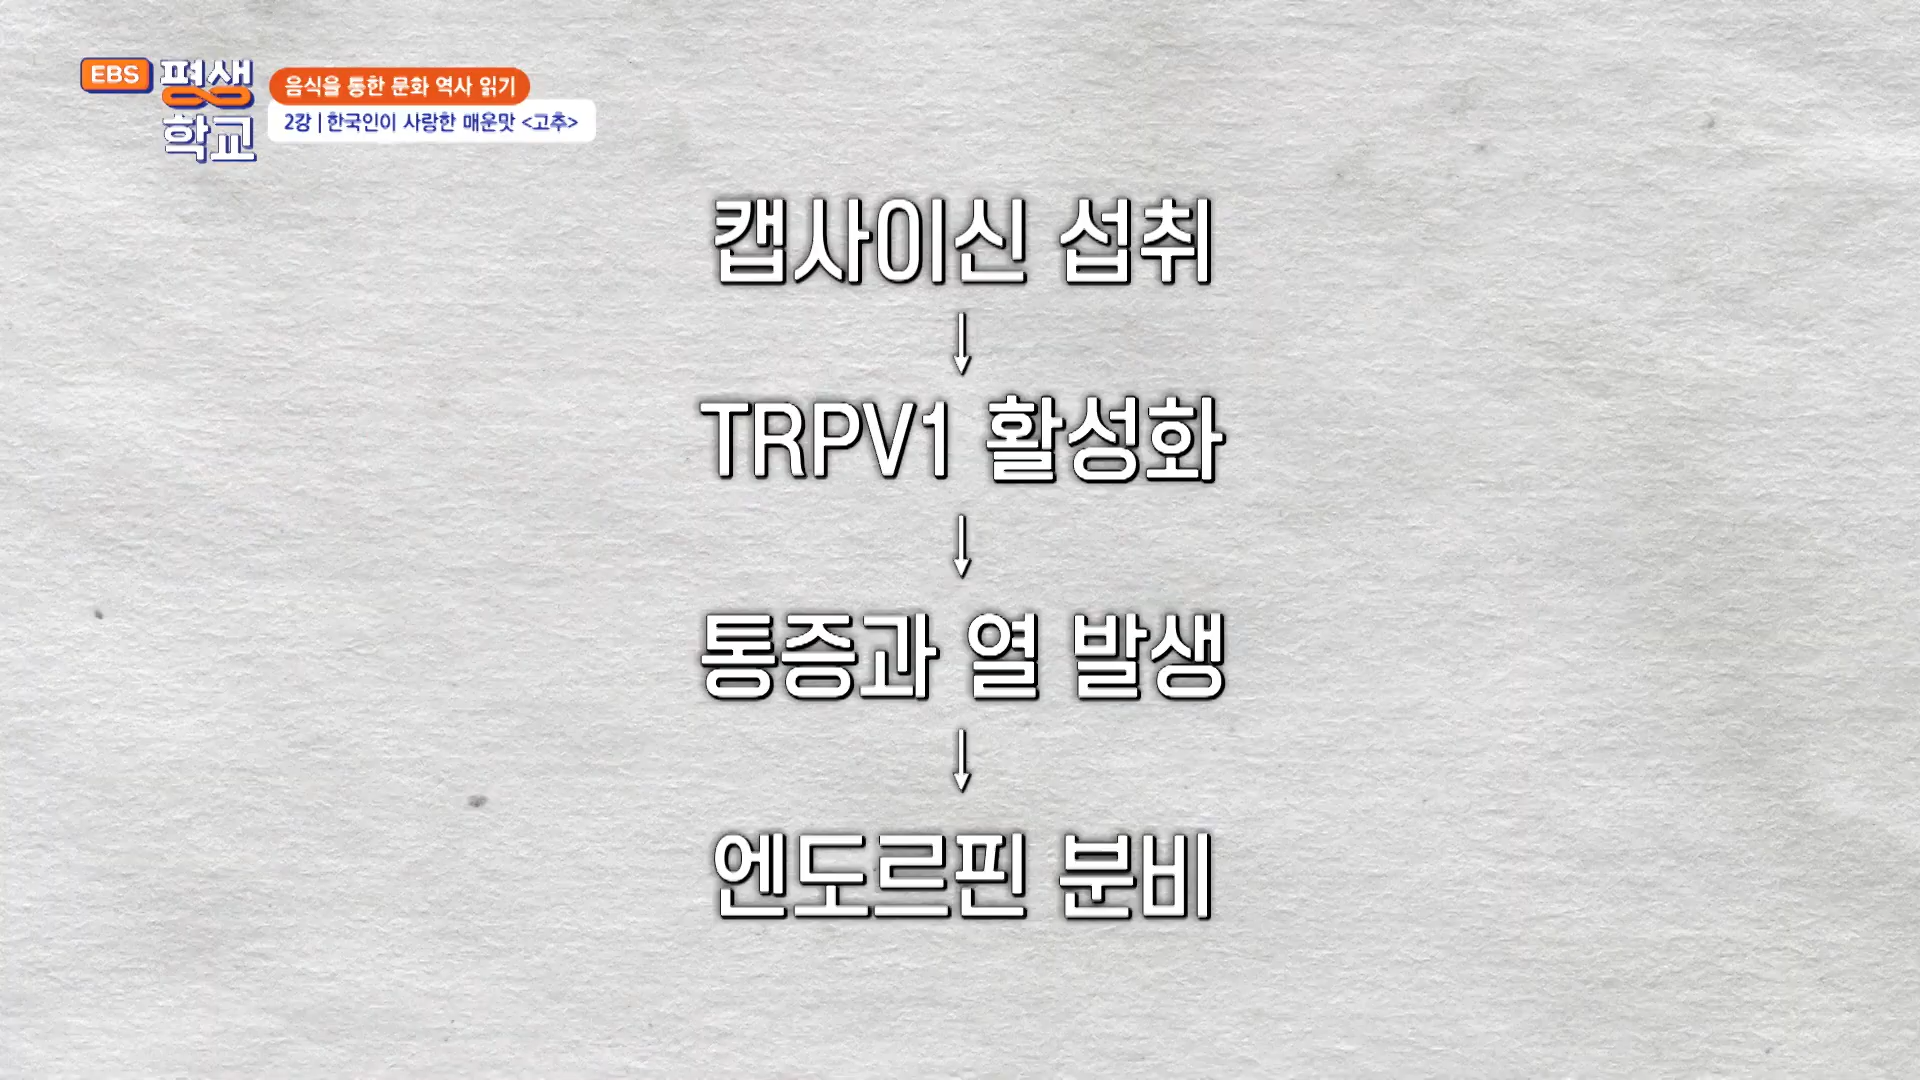 EBS 평생학교
음식을 통한 문화 역사 읽기
2강 | 한국인이 사랑한 매운맛 <고추>
캡사이신 섭취
↓
TRPV1 활성화
↓
통증과 열 발생
↓
엔도르핀 분비